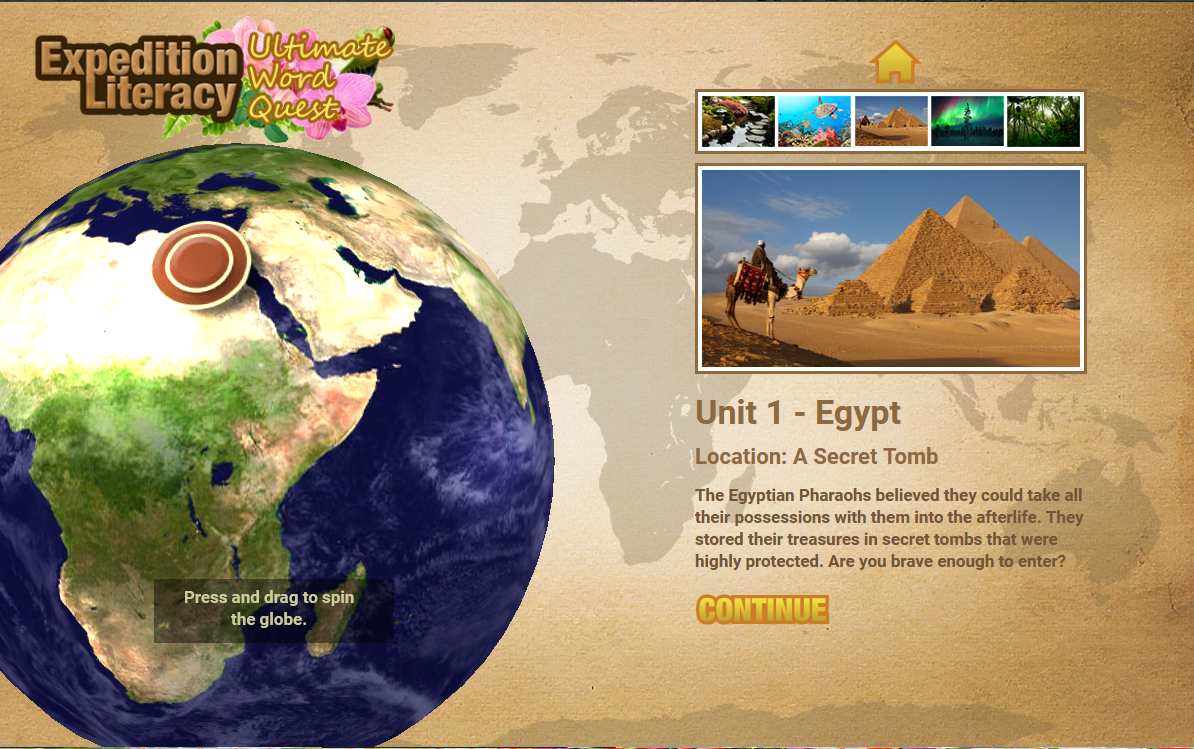 Expedition
Literacy
Ultimate
Word
Quest
Unit 1 - Egypt
Location: A Secret Tomb
The Egyptian Pharaohs believed they could take all
their possessions with them into the afterlife. They
stored their treasures in secret tombs that were
highly protected. Are you brave enough to enter?
CONTINUE
Press and drag to spin
the globe.